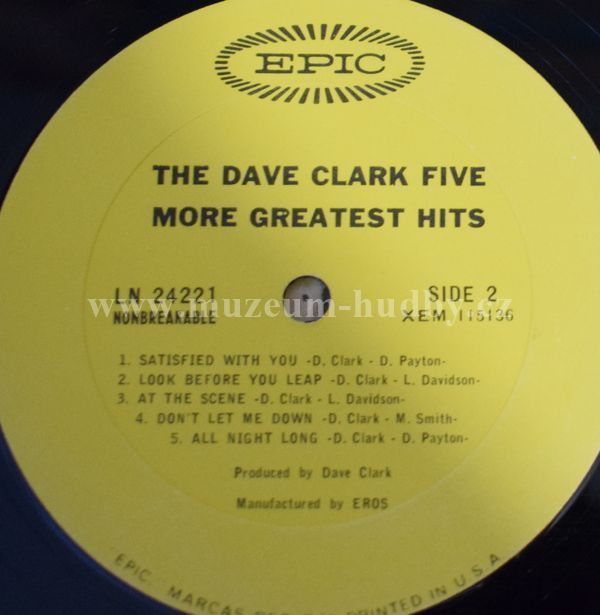 EPIC
THE DAVE CLARK FIVE
MORE GREATEST HITS
LN 24221
NONBREAKABLE
SIDE 2
XEM 115136
www.muzeum-hudby.cz
1. SATISFIED WITH YOU -D. Clark - D. Payton-
2. LOOK BEFORE YOU LEAP -D. Clark - L. Davidson-
3. AT THE SCENE -D. Clark - L. Davidson-
4. DON'T LET ME DOWN -D. Clark - M. Smith-
5. ALL NIGHT LONG -D. Clark - D. Payton-
Produced by Dave Clark
Manufactured by EROS
EPIC. MARCAS PRINTED IN U.S.A.